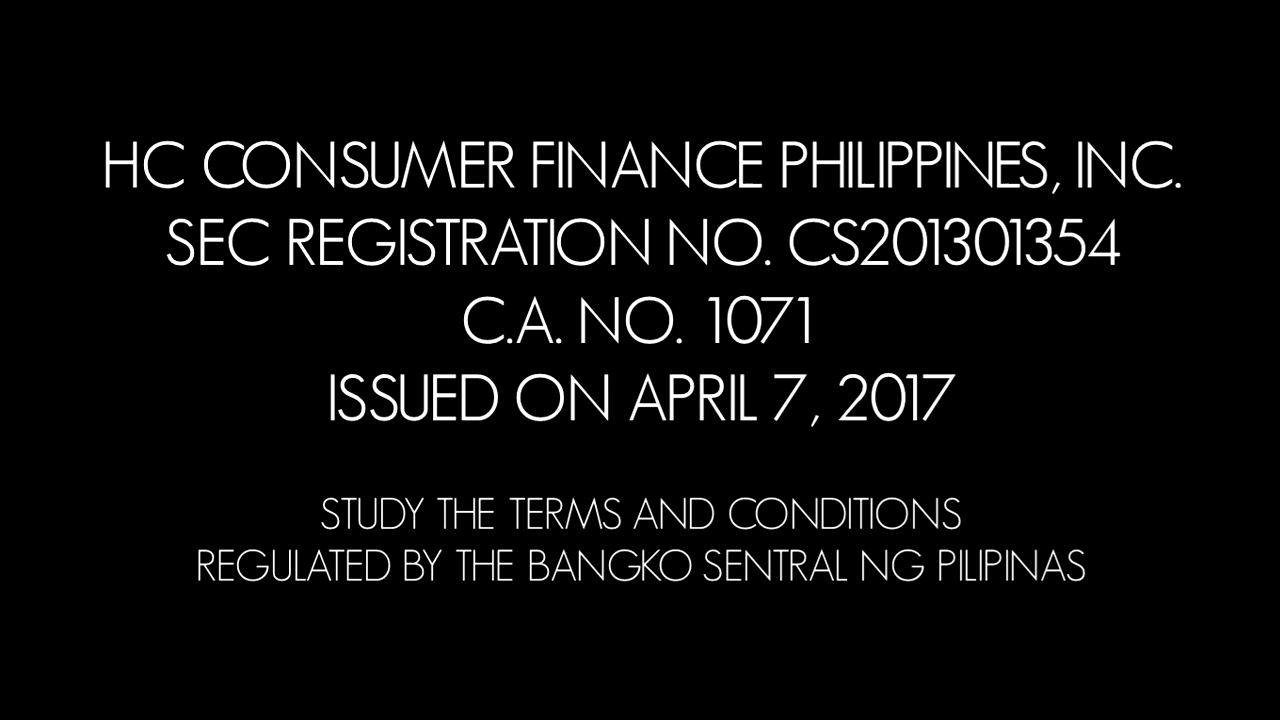 HC CONSUMER FINANCE PHILIPPINES, INC.
SEC REGISTRATION NO. CS201301354
C.A. NO. 1071
ISSUED ON APRIL 7, 2017
STUDY THE TERMS AND CONDITIONS
REGULATED BY THE BANGKO SENTRAL NG PILIPINAS